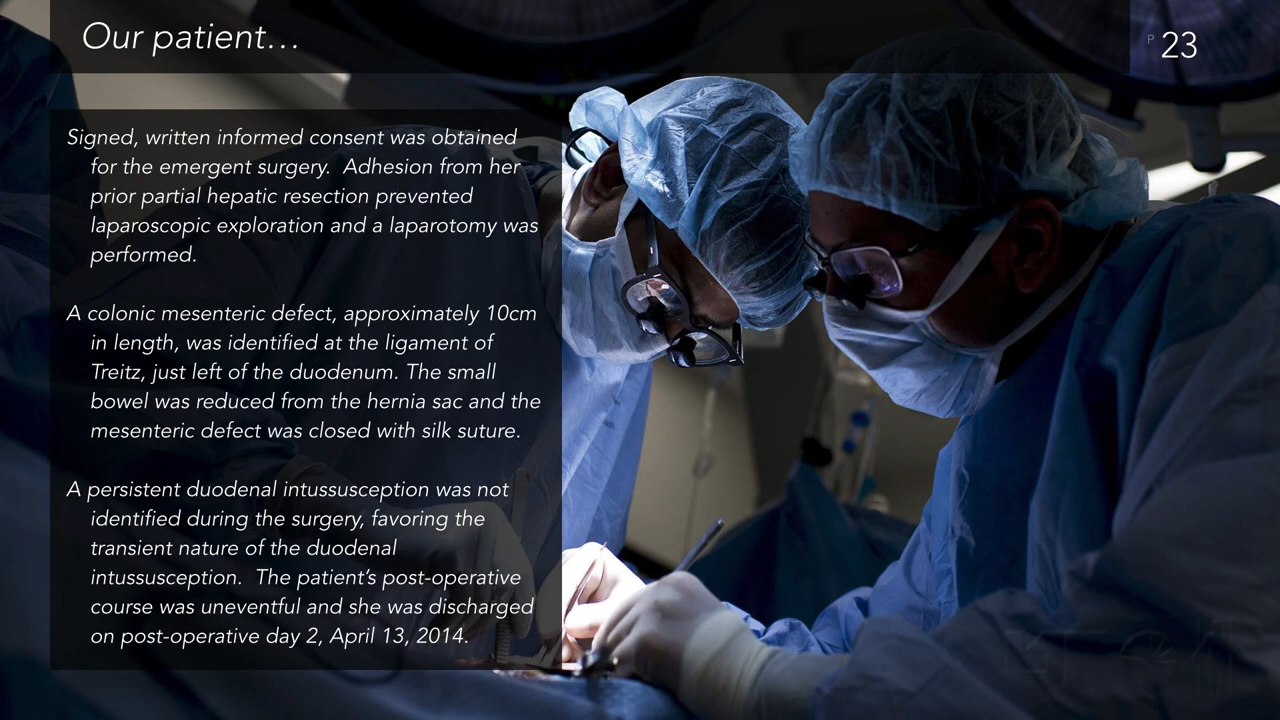 Our patient…
P 23
Signed, written informed consent was obtained
for the emergent surgery.  Adhesion from her
prior partial hepatic resection prevented
laparoscopic exploration and a laparotomy was
performed.
A colonic mesenteric defect, approximately 10cm
in length, was identified at the ligament of
Treitz, just left of the duodenum. The small
bowel was reduced from the hernia sac and the
mesenteric defect was closed with silk suture.
A persistent duodenal intussusception was not
identified during the surgery, favoring the
transient nature of the duodenal
intussusception.  The patient’s post-operative
course was uneventful and she was discharged
on post-operative day 2, April 13, 2014.